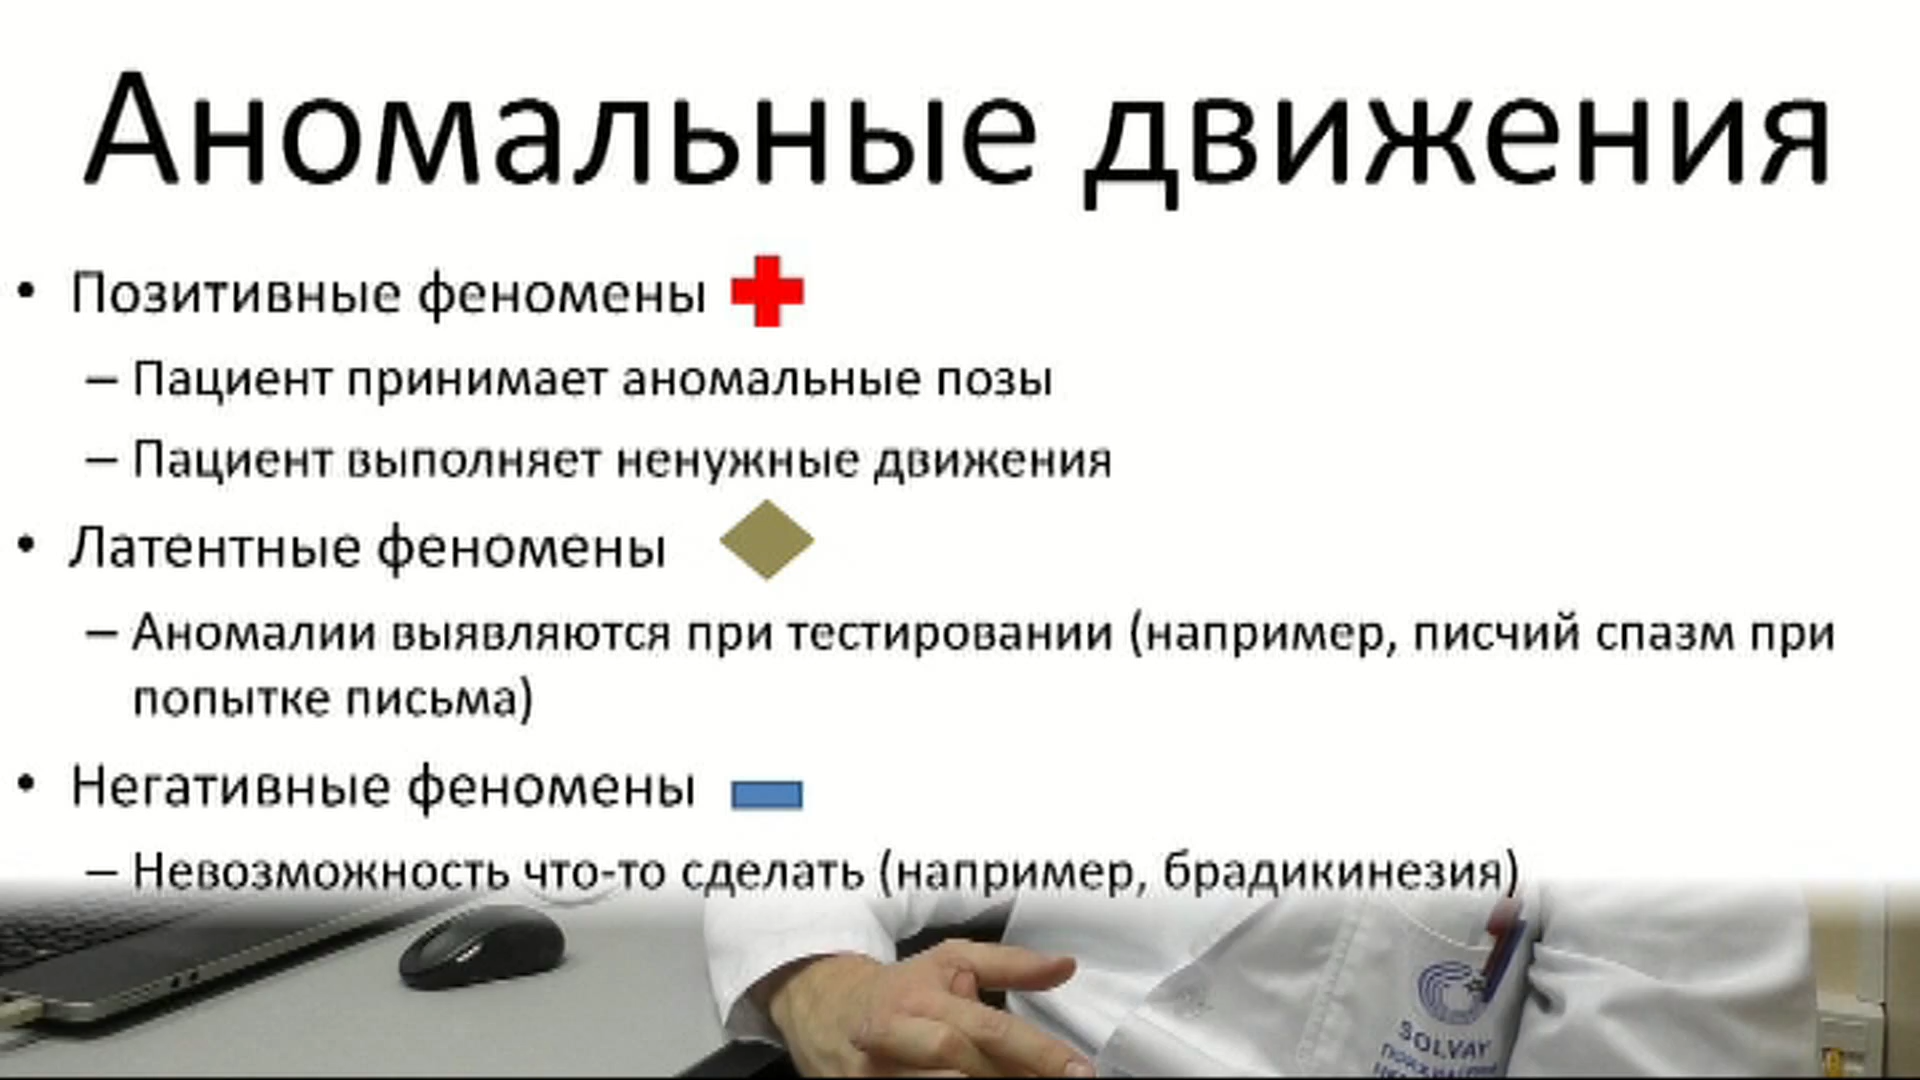 Аномальные движения
• Позитивные феномены
– Пациент принимает аномальные позы
– Пациент выполняет ненужные движения
• Латентные феномены
– Аномалии выявляются при тестировании (например, писчий спазм при
попытке письма)
• Негативные феномены
– Невозможность что-то сделать (например, брадикинезия)
SOLVAY